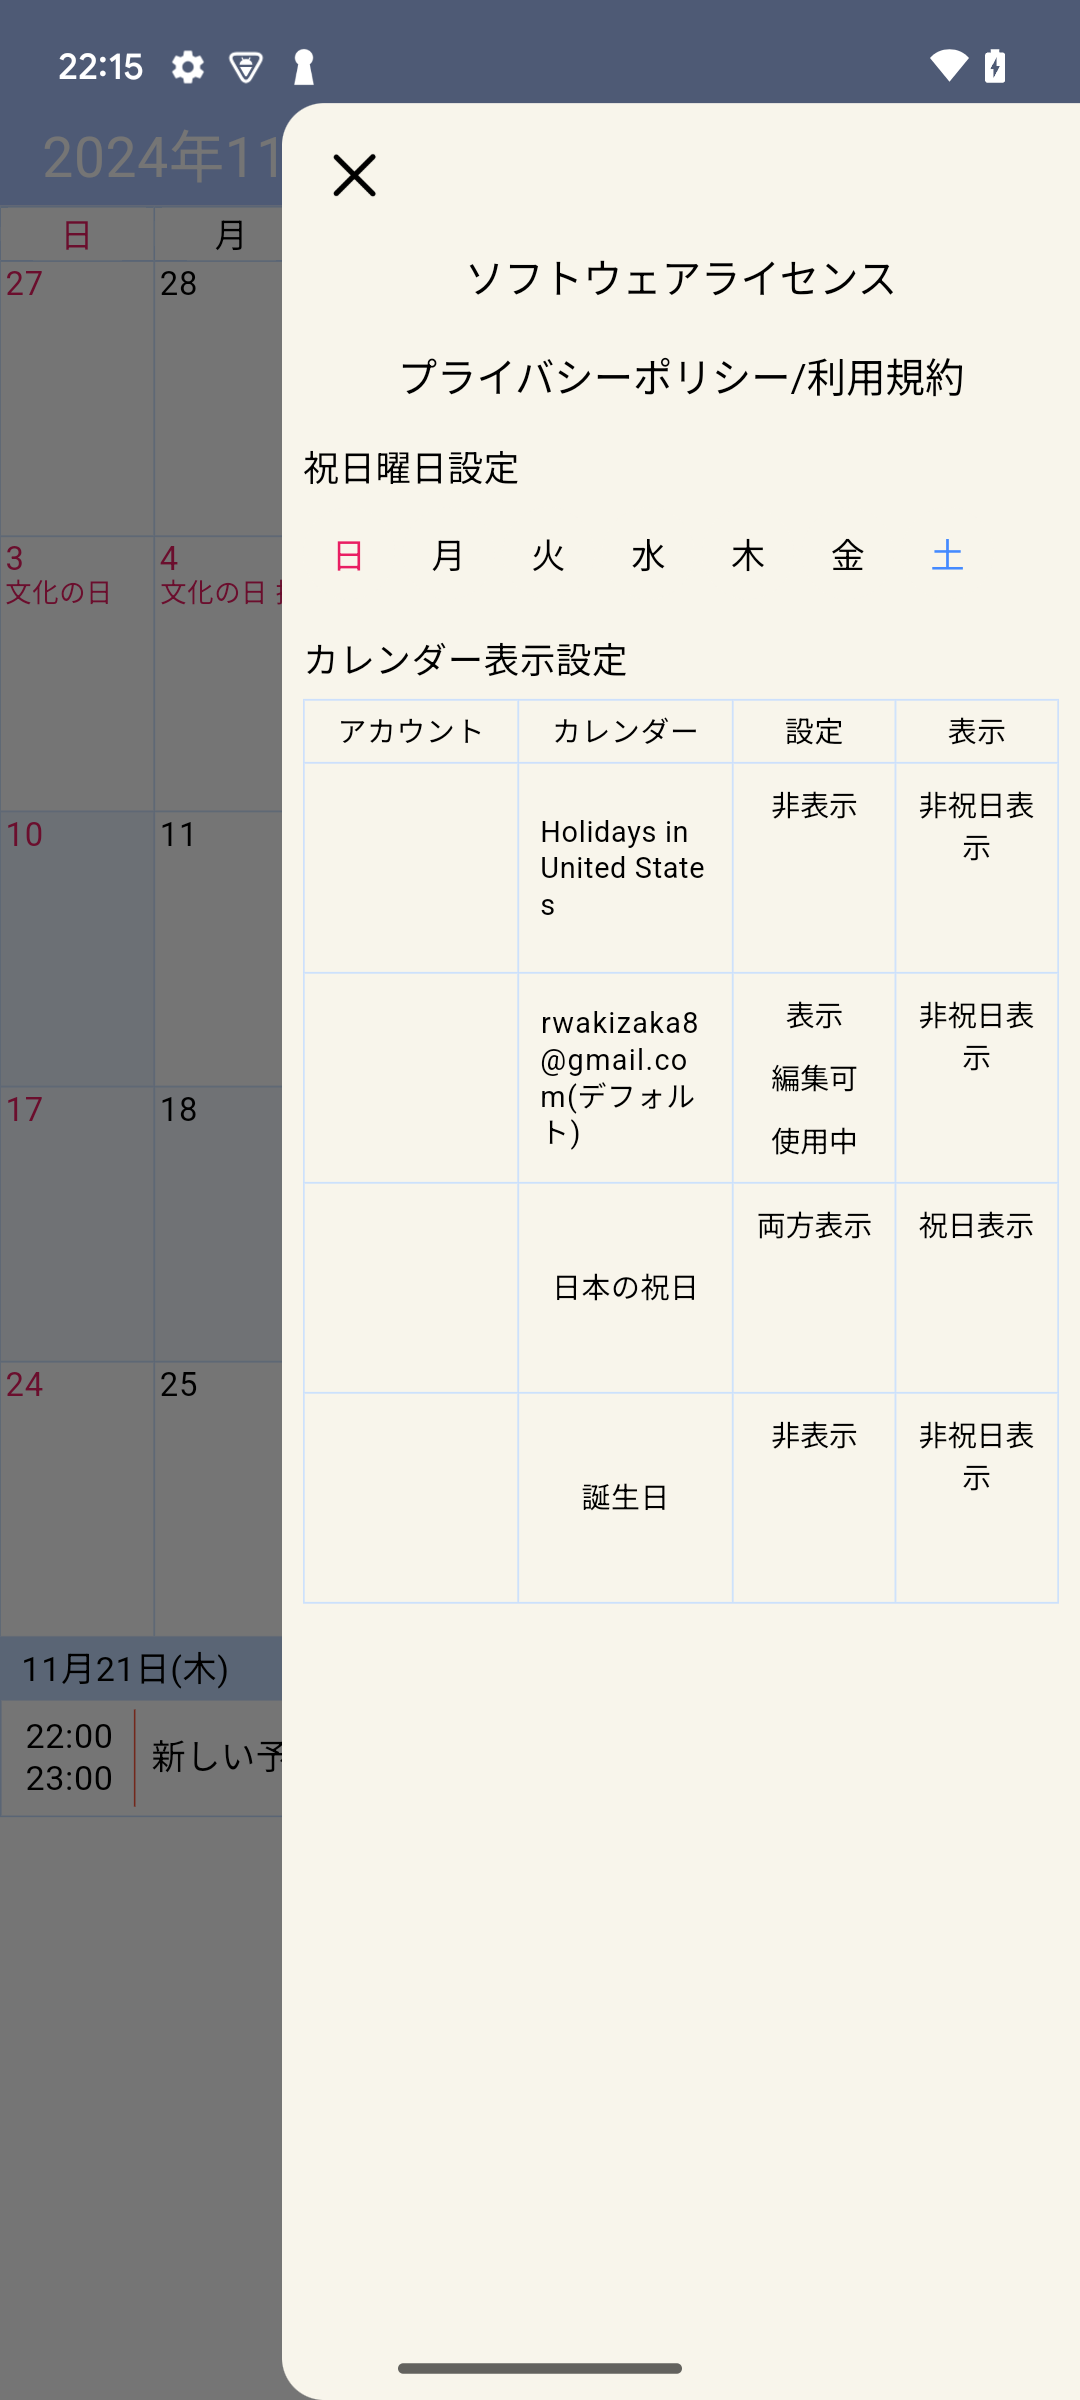 22:15
2024年11
日 月
27 28
3 4
文化の日 文化の日
10 11
17 18
24 25
11月21日(木)
22:00
23:00
新しい予
ソフトウェアライセンス
プライバシーポリシー/利用規約
祝日曜日設定
日 月 火 水 木 金 土
カレンダー表示設定
アカウント カレンダー 設定 表示
Holidays in
United State
s
非表示
非祝日表
示
rwakizaka8
@gmail.co
m(デフォル
ト)
表示
編集可
使用中
非祝日表
示
日本の祝日
両方表示
祝日表示
誕生日
非表示
非祝日表
示